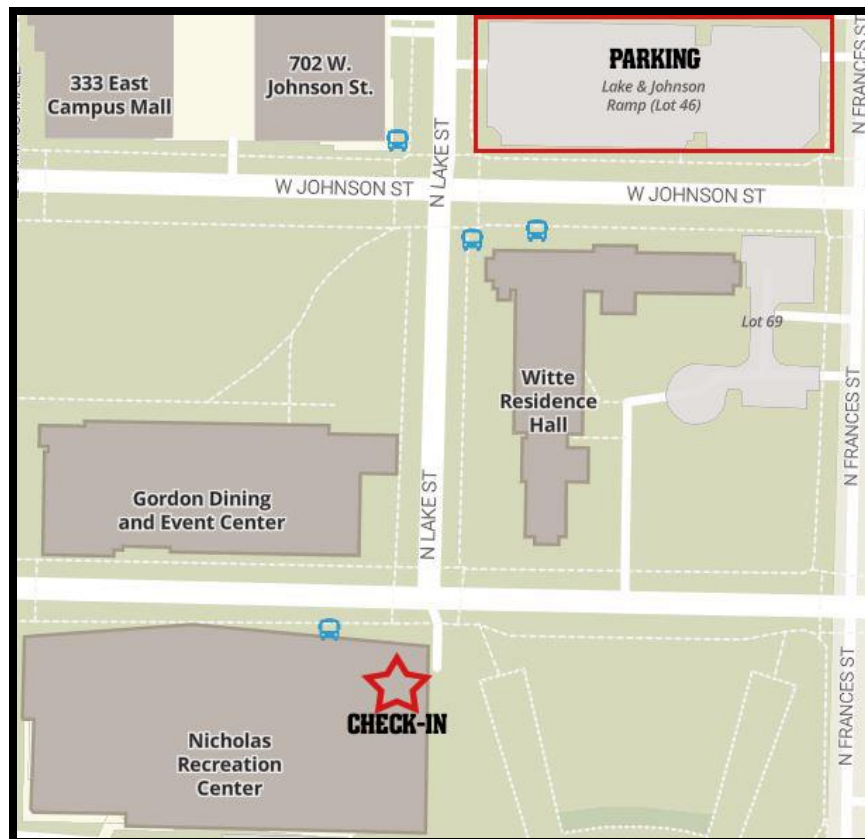 333 East
Campus Mall
702 W.
Johnson St.
PARKING
Lake & Johnson
Ramp (Lot 46)
N FRANCES ST
N LAKE ST
W JOHNSON ST
W JOHNSON ST
Lot 69
Witte
Residence
Hall
N FRANCES ST
Gordon Dining
and Event Center
N LAKE ST
CHECK-IN
Nicholas
Recreation
Center
N FRANCES ST